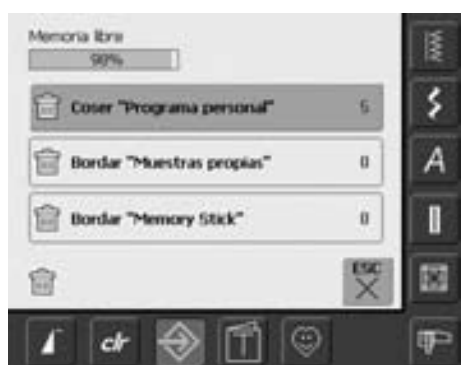 Memoria libre
98%
Coser "Programa personal" 5
Bordar "Muestras propias" 0
Bordar "Memory Stick" 0
ESC
A
clr